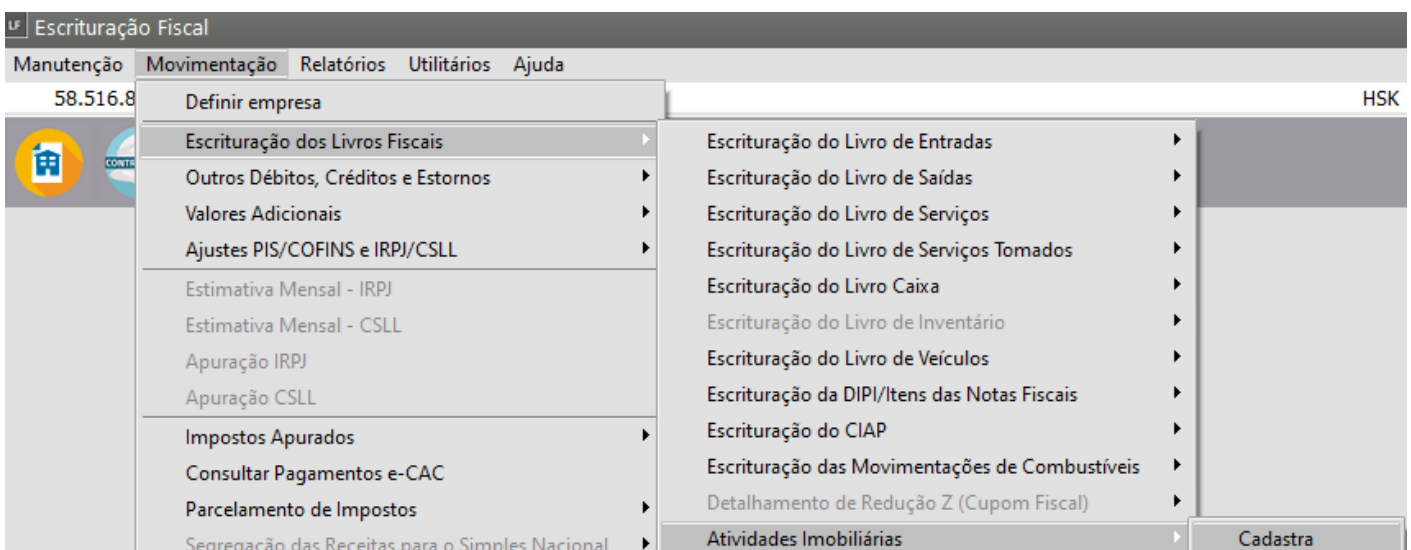 LF Escrituração Fiscal
Manutenção Movimentação Relatórios Utilitários Ajuda
58.516.8 HSK
Definir empresa
Escrituração dos Livros Fiscais
Outros Débitos, Créditos e Estornos
Valores Adicionais
Ajustes PIS/COFINS e IRPJ/CSLL
Estimativa Mensal - IRPJ
Estimativa Mensal - CSLL
Apuração IRPJ
Apuração CSLL
Impostos Apurados
Consultar Pagamentos e-CAC
Parcelamento de Impostos
Segregação das Receitas para o Simples Nacional
Escrituração do Livro de Entradas
Escrituração do Livro de Saídas
Escrituração do Livro de Serviços
Escrituração do Livro de Serviços Tomados
Escrituração do Livro Caixa
Escrituração do Livro de Inventário
Escrituração do Livro de Veículos
Escrituração da DIPI/Itens das Notas Fiscais
Escrituração do CIAP
Escrituração das Movimentações de Combustíveis
Detalhamento de Redução Z (Cupom Fiscal)
Atividades Imobiliárias
Cadastra